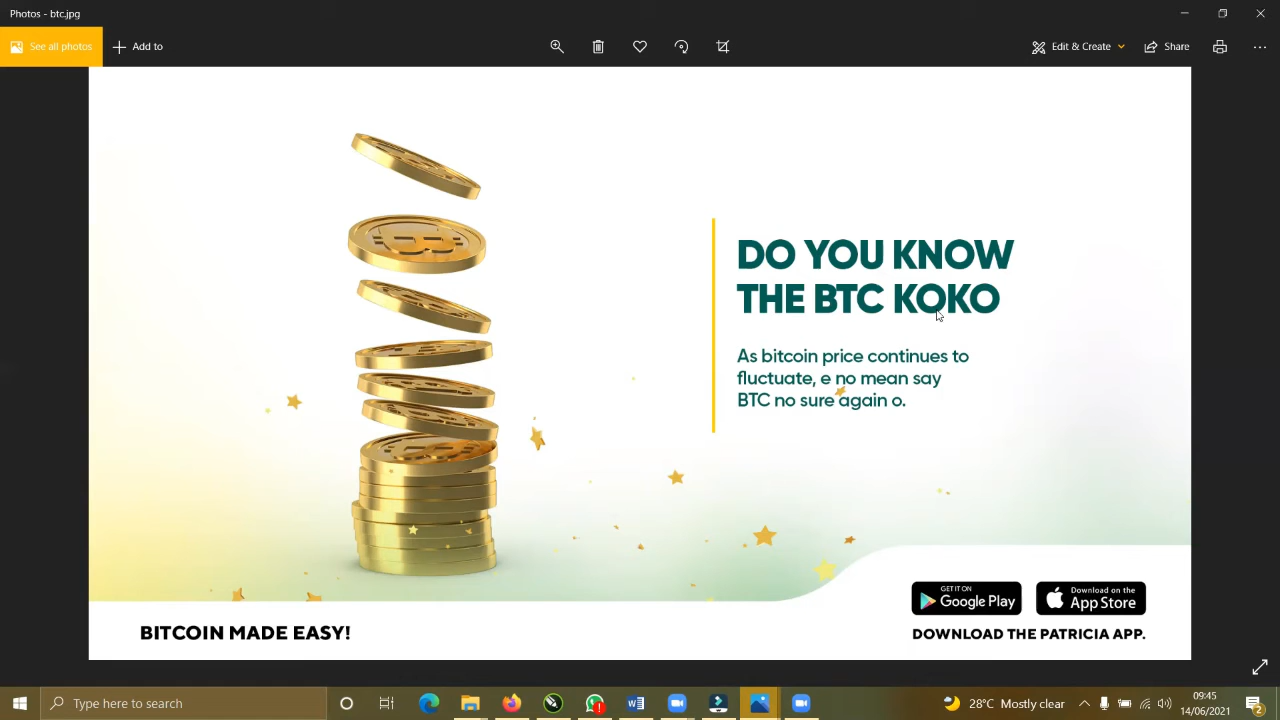 Photos - btc.jpg
See all photos
Add to
Edit & Create
Share
DO YOU KNOW
THE BTC KOKO
As bitcoin price continues to
fluctuate, e no mean say
BTC no sure again o.
GET IT ON
Google Play
Download on the
App Store
BITCOIN MADE EASY!
DOWNLOAD THE PATRICIA APP.
Type here to search
28°C Mostly clear
09:45
14/06/2021
2